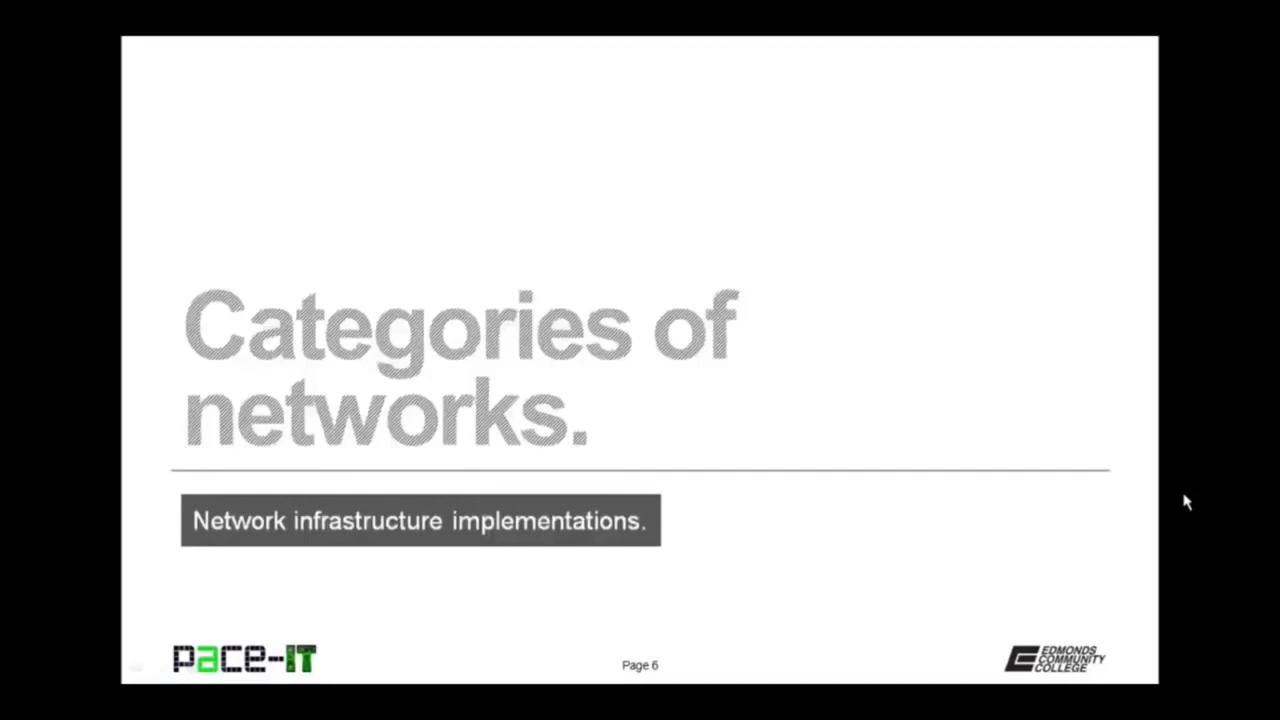 Categories of
networks.
Network infrastructure implementations.
pace-IT
Page 6
EDMONDS
COMMUNITY
COLLEGE